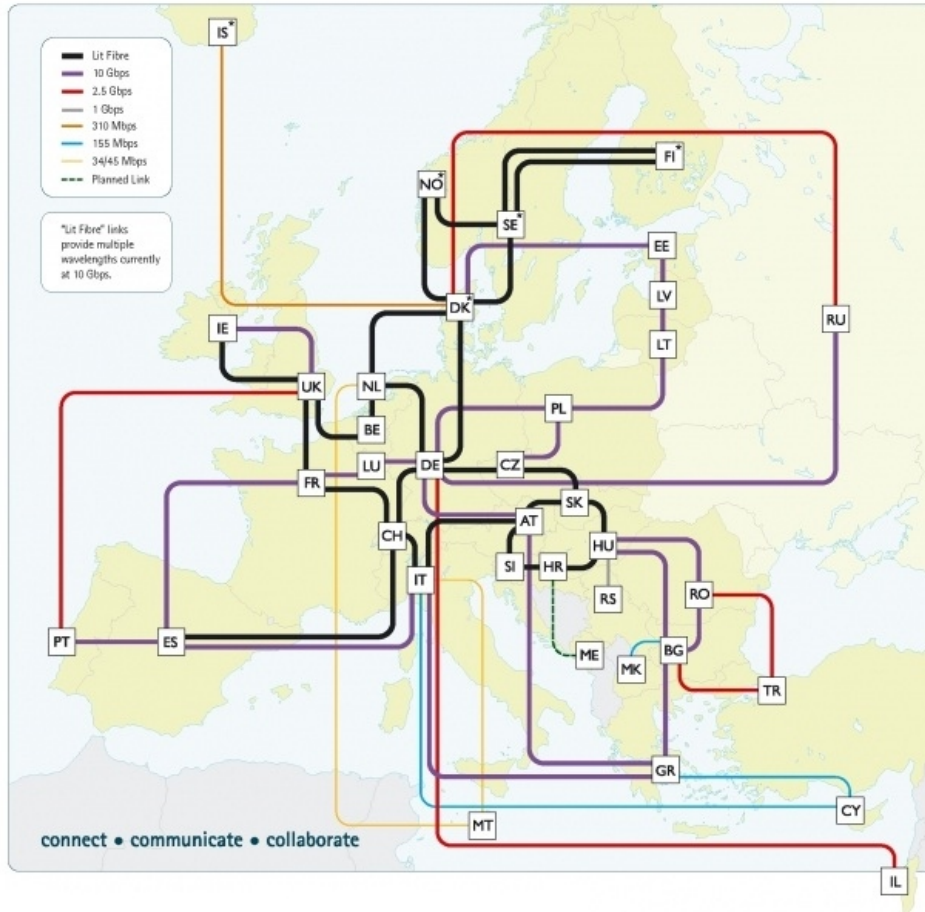 IS*
Lit Fibre
10 Gbps
2.5 Gbps
1 Gbps
310 Mbps
155 Mbps
34/45 Mbps
Planned Link
"Lit Fibre" links
provide multiple
wavelengths currently
at 10 Gbps.
NO*
FI*
SE*
EE
DK*
LV
RU
IE
LT
UK
NL
PL
BE
LU
DE
CZ
FR
SK
AT
CH
HU
SI
HR
IT
RS
RO
PT
ES
ME
MK
BG
TR
GR
CY
MT
connect • communicate • collaborate
IL